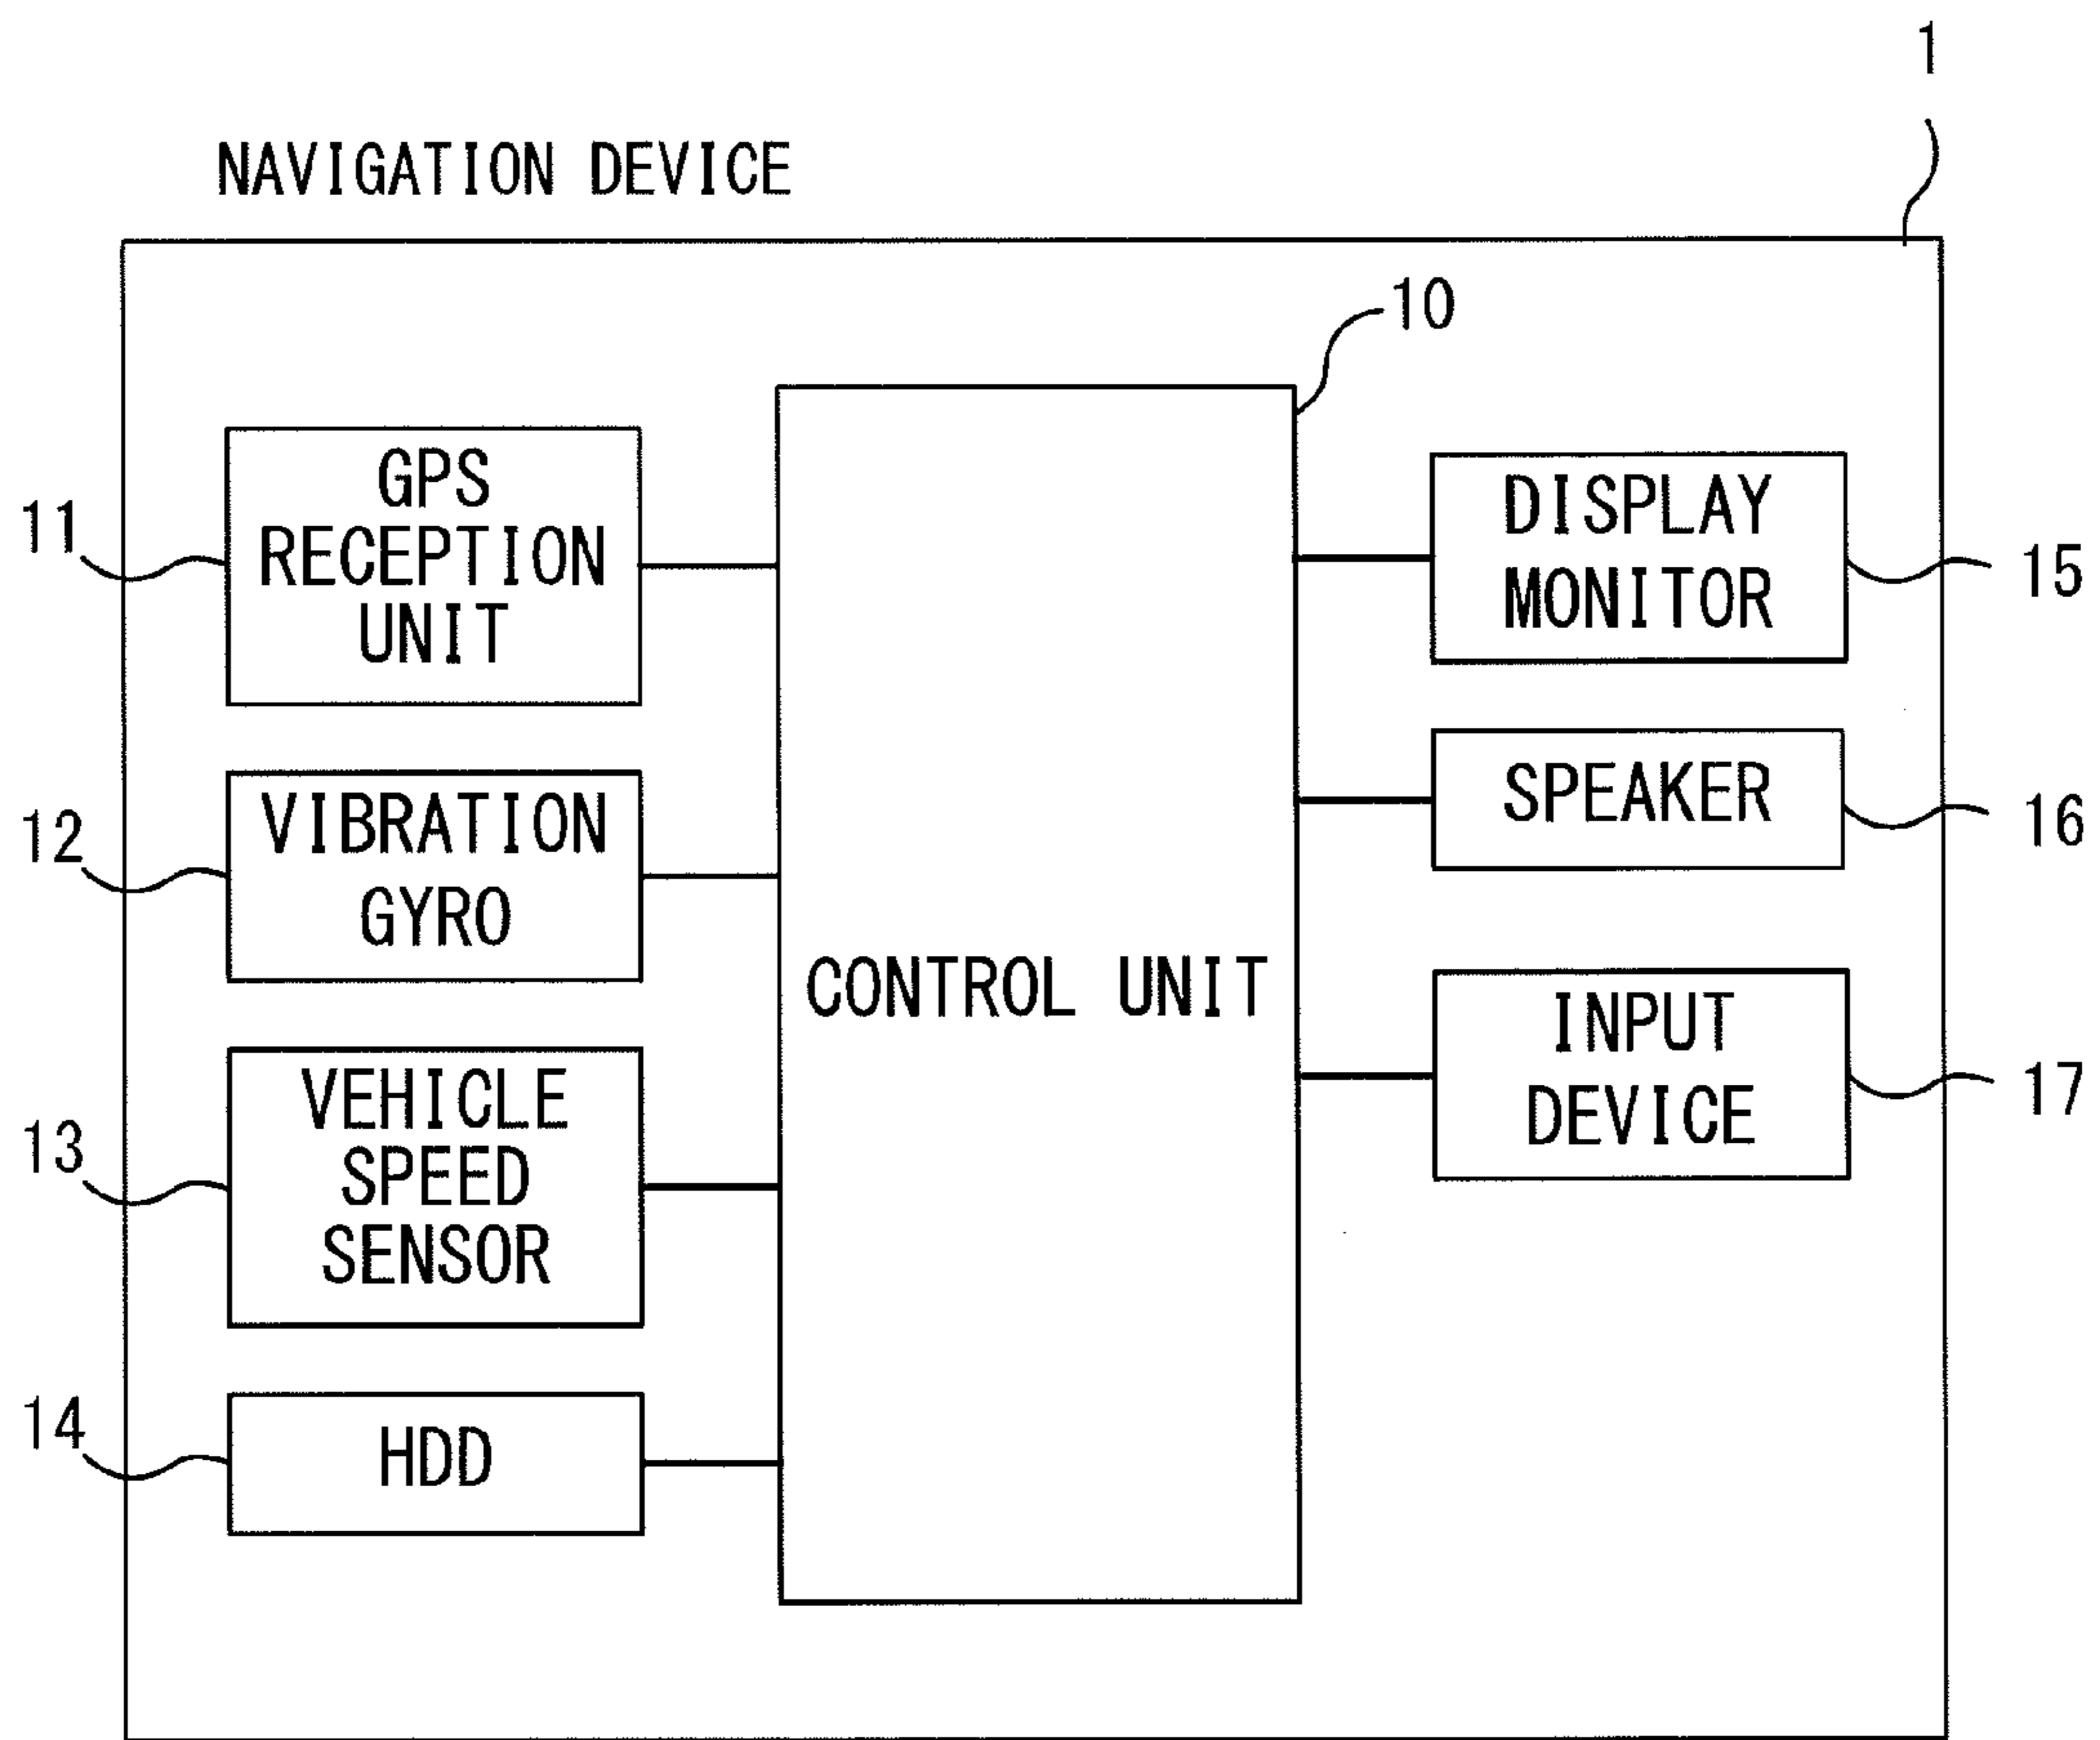 1
NAVIGATION DEVICE
10
11
GPS
RECEPTION
UNIT
12
VIBRATION
GYRO
13
VEHICLE
SPEED
SENSOR
14
HDD
CONTROL UNIT
DISPLAY
MONITOR
15
SPEAKER
16
INPUT
DEVICE
17